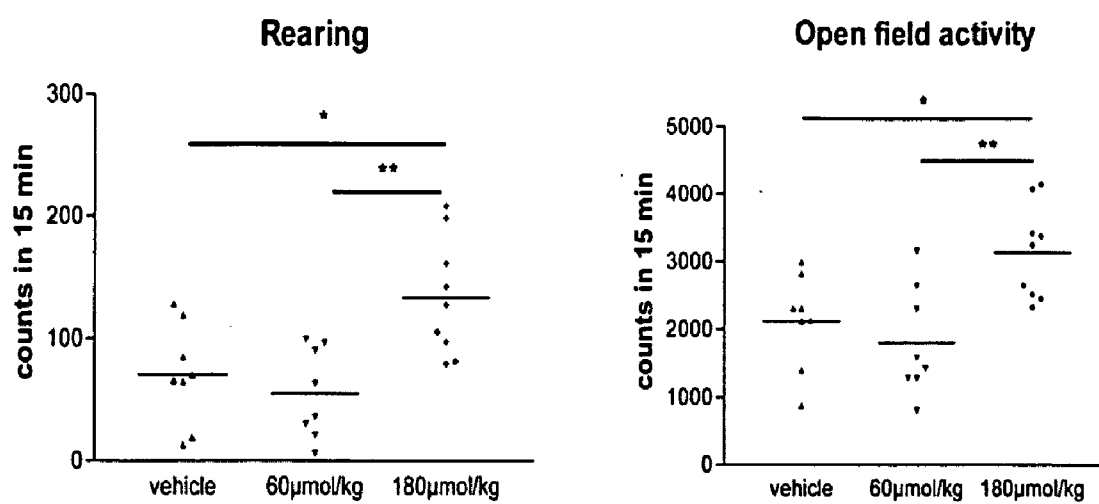 Rearing
counts in 15 min
300
200
100
0
*
**
vehicle
60µmol/kg
180µmol/kg
Open field activity
counts in 15 min
5000
4000
3000
2000
1000
0
*
**
vehicle
60µmol/kg
180µmol/kg